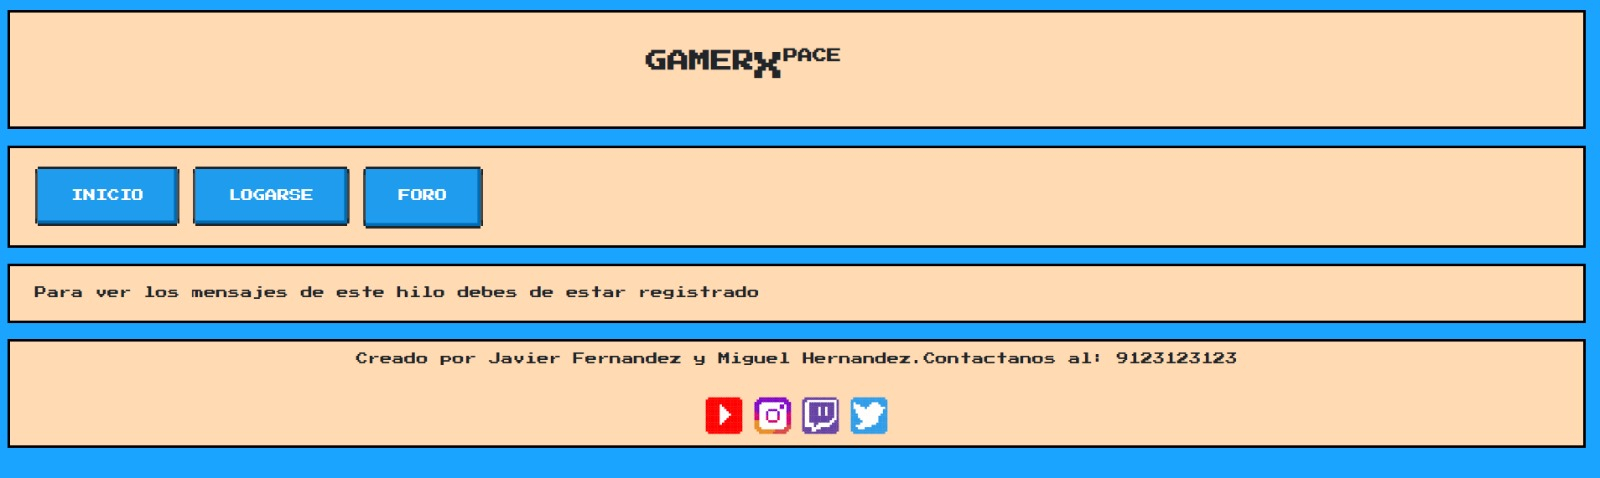 GAMERXPACE
INICIO LOGARSE FORO
Para ver los mensajes de este hilo debes de estar registrado
Creado por Javier Fernandez y Miguel Hernandez.Contactanos al: 9123123123